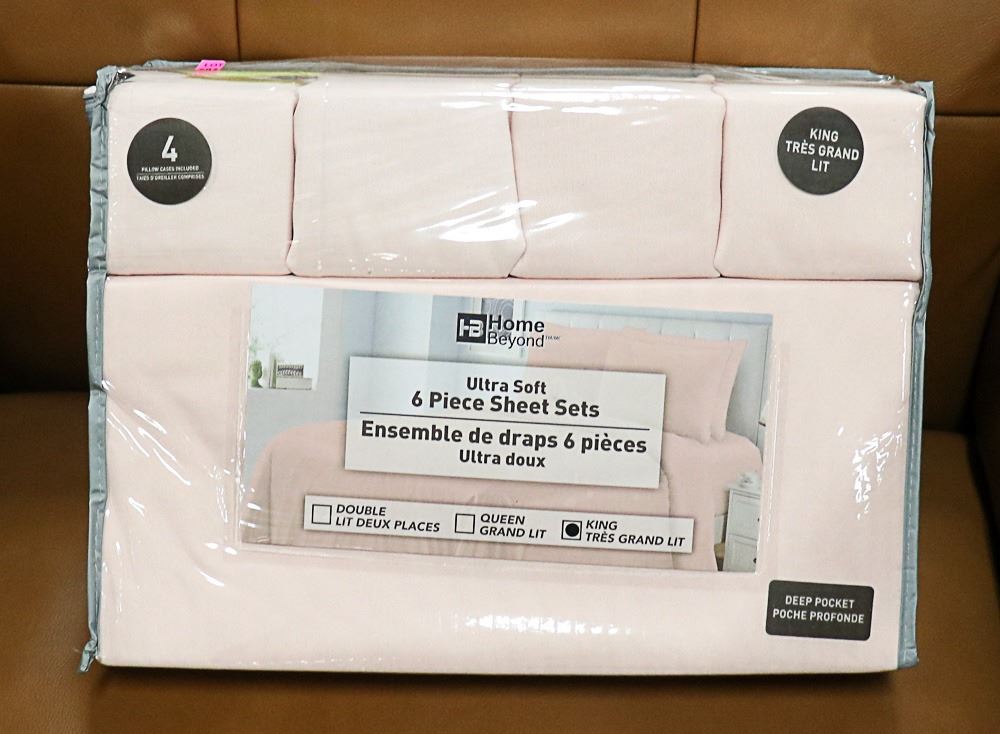 LOT
4
PILLOW CASES INCLUDED
TAIES D'OREILLER COMPRISES
KING
TRÈS GRAND
LIT
HB Home
Beyond
Ultra Soft
6 Piece Sheet Sets
Ensemble de draps 6 pièces
Ultra doux
DOUBLE
LIT DEUX PLACES
QUEEN
GRAND LIT
KING
TRÈS GRAND LIT
DEEP POCKET
POCHE PROFONDE